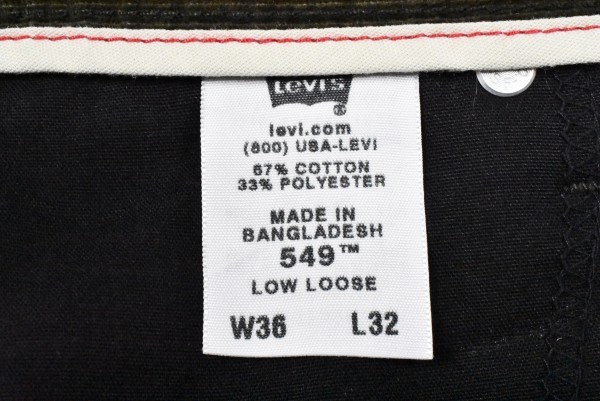 Levi's
®
levi.com
(800) USA-LEVI
67% COTTON
33% POLYESTER
MADE IN
BANGLADESH
549™
LOW LOOSE
W36 L32